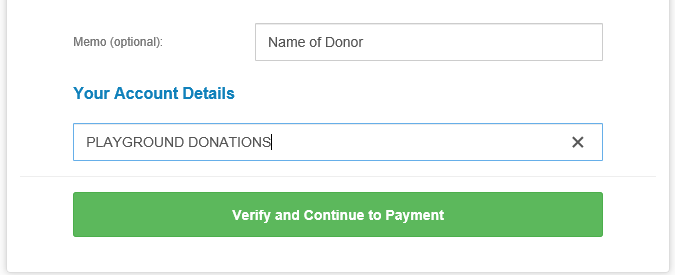 Memo (optional):
Name of Donor
Your Account Details
PLAYGROUND DONATIONS
Verify and Continue to Payment